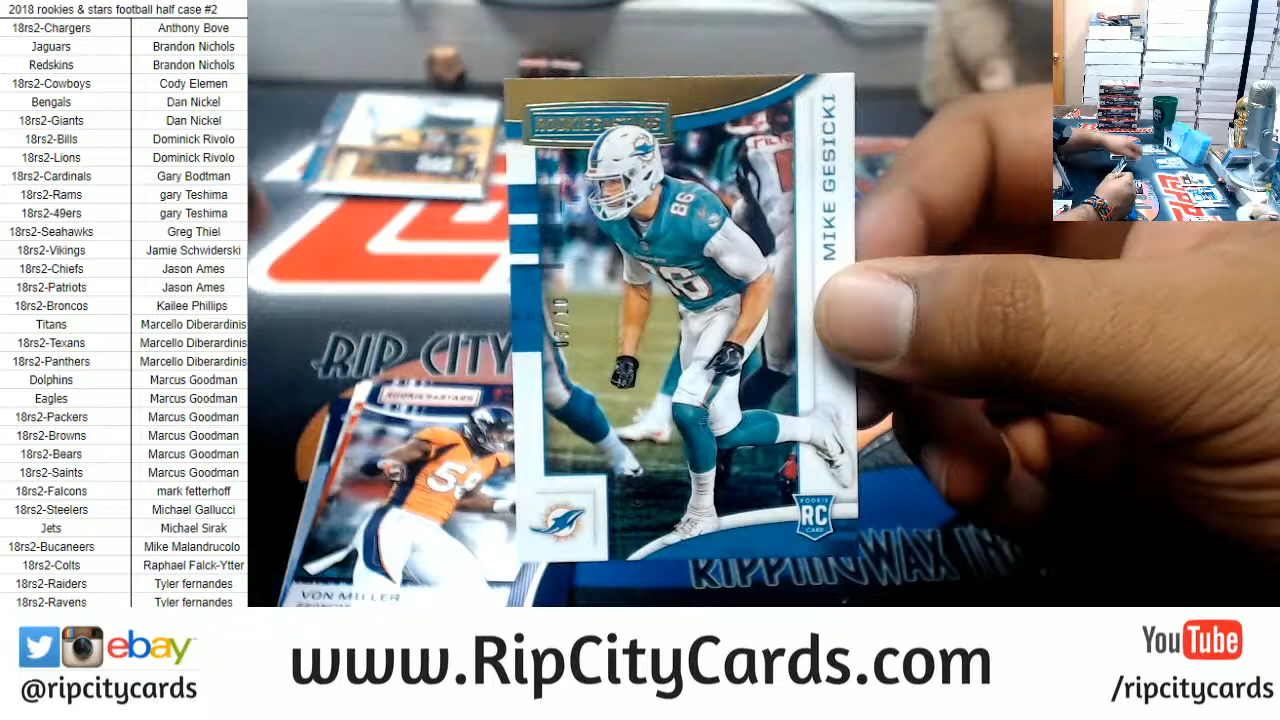 2018 rookies & stars football half case #2
18rs2-Chargers Anthony Bove
Jaguars Brandon Nichols
Redskins Brandon Nichols
18rs2-Cowboys Cody Elemen
Bengals Dan Nickel
18rs2-Giants Dan Nickel
18rs2-Bills Dominick Rivolo
18rs2-Lions Dominick Rivolo
18rs2-Cardinals Gary Bodtman
18rs2-Rams gary Teshima
18rs2-49ers gary Teshima
18rs2-Seahawks Greg Thiel
18rs2-Vikings Jamie Schwiderski
18rs2-Chiefs Jason Ames
18rs2-Patriots Jason Ames
18rs2-Broncos Kailee Phillips
Titans Marcello Diberardinis
18rs2-Texans Marcello Diberardinis
18rs2-Panthers Marcello Diberardinis
Dolphins Marcus Goodman
Eagles Marcus Goodman
18rs2-Packers Marcus Goodman
18rs2-Browns Marcus Goodman
18rs2-Bears Marcus Goodman
18rs2-Saints Marcus Goodman
18rs2-Falcons mark fetterhoff
18rs2-Steelers Michael Gallucci
Jets Michael Sirak
18rs2-Bucaneers Mike Malandrucolo
18rs2-Colts Raphael Falck-Ytter
18rs2-Raiders Tyler fernandes
18rs2-Ravens Tyler fernandes
ROOKIES & STARS
MIKE GESICKI
86
86
ROOKIE
RC
CARD
RIP CITY
ROOKIES & STARS
VON MILLER
RIPPINGWAX
ebay
@ripcitycards
www.RipCityCards.com
YouTube
/ripcitycards